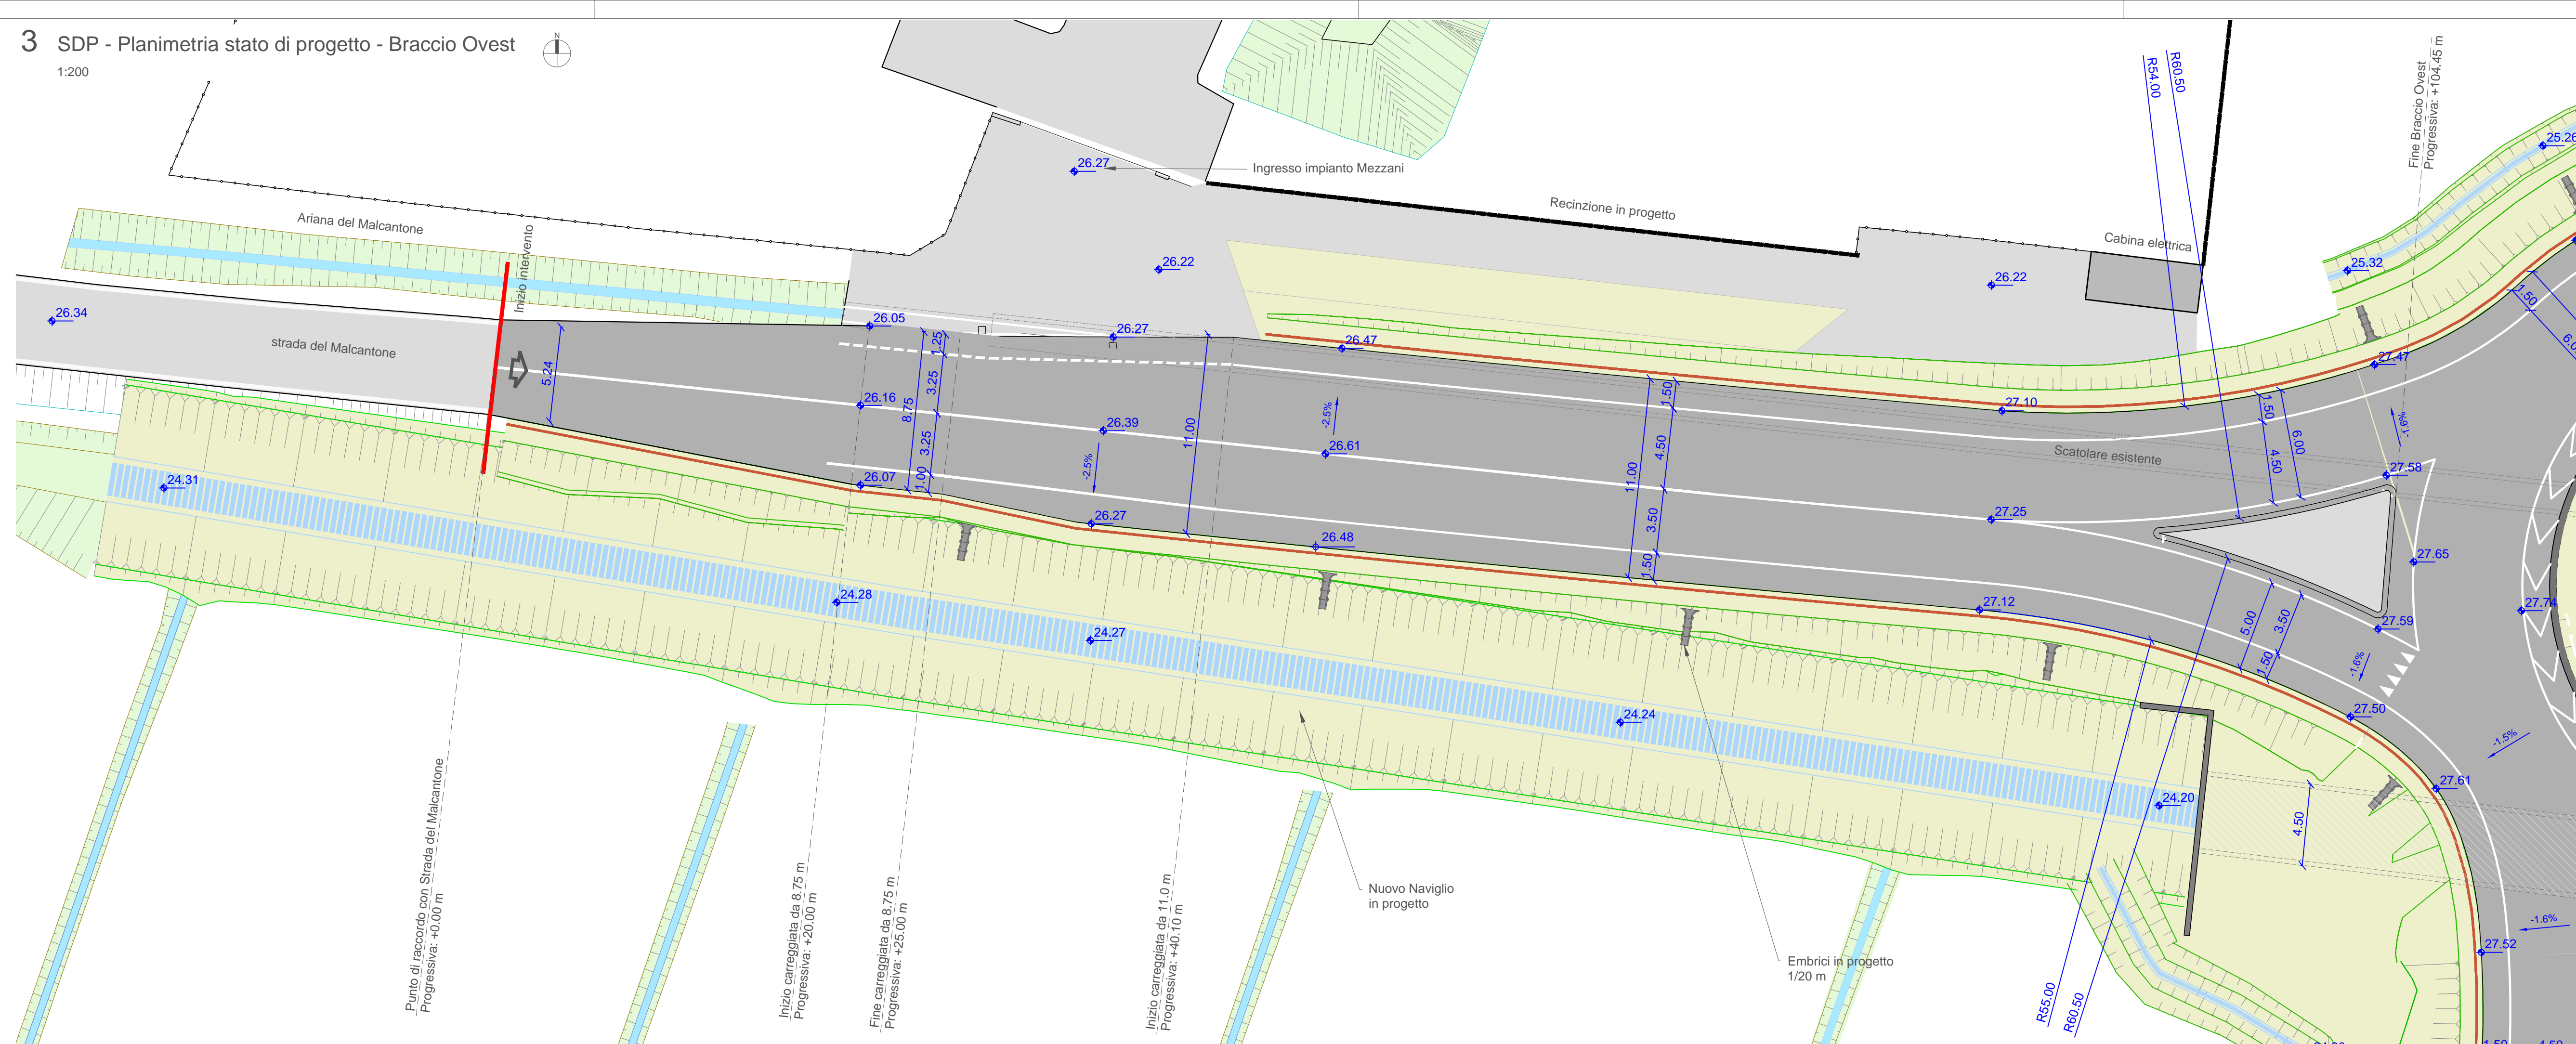 3 SDP - Planimetria stato di progetto - Braccio Ovest
1:200
N
R54.00
R60.50
Fine Braccio Ovest
Progressiva: +104.45 m
25.26
26.27
Ingresso impianto Mezzani
Recinzione in progetto
Cabina elettrica
Ariana del Malcantone
Inizio intervento
26.22
26.22
25.32
1.50
26.34
strada del Malcantone
5.24
26.05
1.25
26.27
26.47
27.47
26.16
8.75
3.25
3.25
1.00
26.39
11.00
-2.5%
-2.5%
26.61
11.00
1.50
4.50
3.50
1.50
27.10
1.50
6.00
4.50
-1.6%
Scatolare esistente
27.58
24.31
26.07
26.27
26.48
27.25
27.65
27.12
27.74
27.59
5.00
3.50
1.50
-1.6%
24.28
24.27
24.24
27.50
-1.5%
27.61
24.20
4.50
Punto di raccordo con Strada del Malcantone
Progressiva: +0.00 m
Inizio carreggiata da 8.75 m
Progressiva: +20.00 m
Fine carreggiata da 8.75 m
Progressiva: +25.00 m
Inizio carreggiata da 11.0 m
Progressiva: +40.10 m
Nuovo Naviglio
in progetto
Embrici in progetto
1/20 m
-1.6%
27.52
R55.00
R60.50